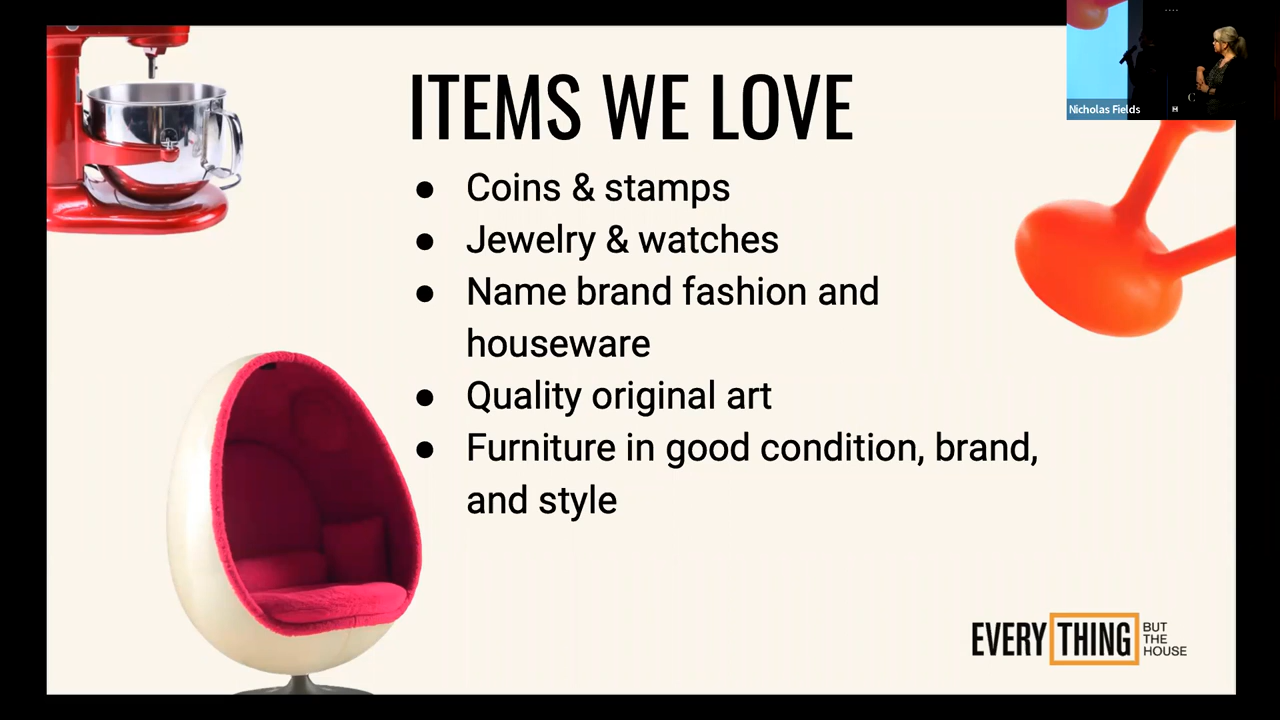 ITEMS WE LOVE
● Coins & stamps
● Jewelry & watches
● Name brand fashion and
houseware
● Quality original art
● Furniture in good condition, brand,
and style
Nicholas Fields
H
EVERY THING BUT
THE
HOUSE